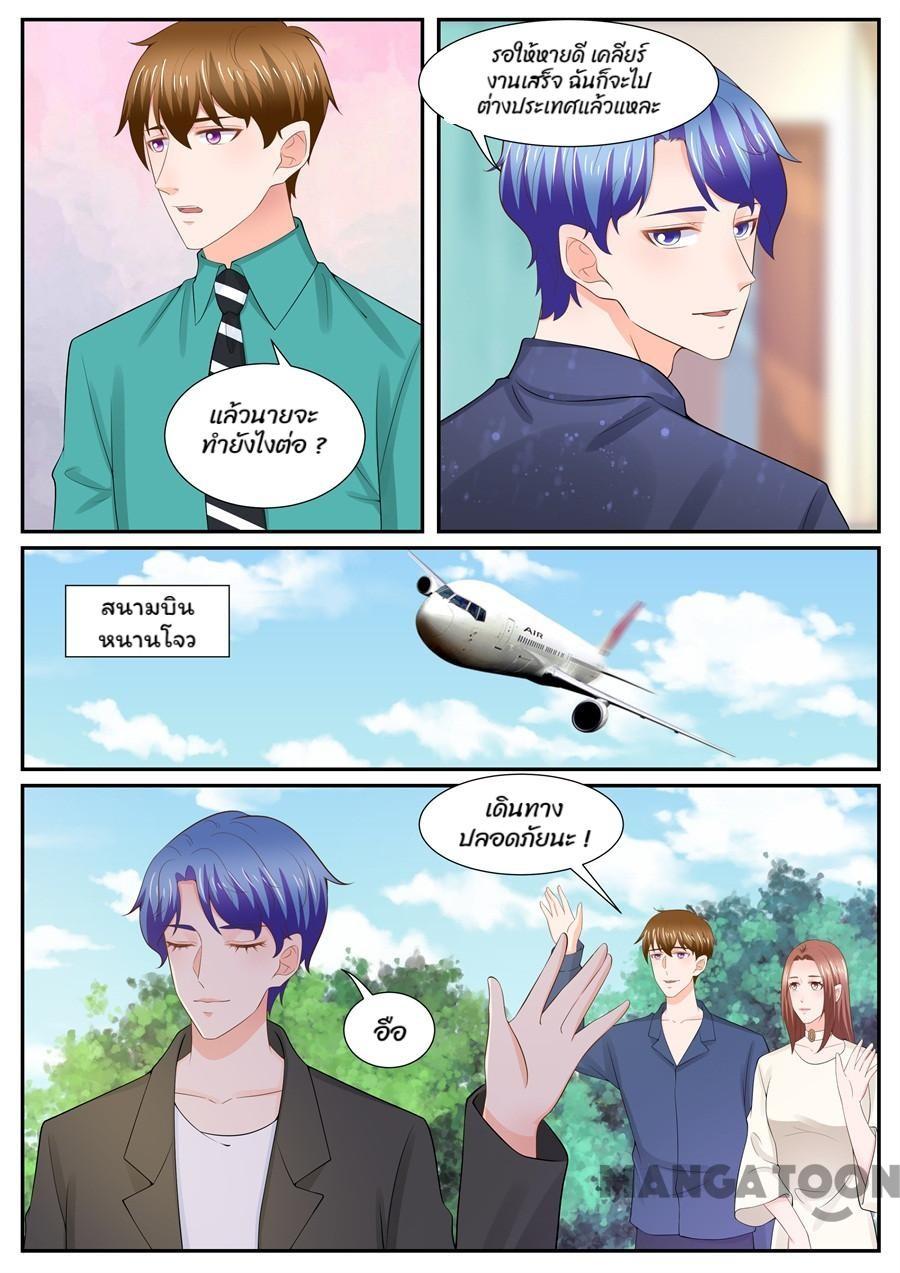 แล้วนายจะ
ทำยังไงต่อ ?
รอให้หายดี เคลียร์
งานเสร็จ ฉันก็จะไป
ต่างประเทศแล้วแหละ
สนามบิน
หนานโจว
AIR
เดินทาง
ปลอดภัยนะ !
อือ
MANGATOON